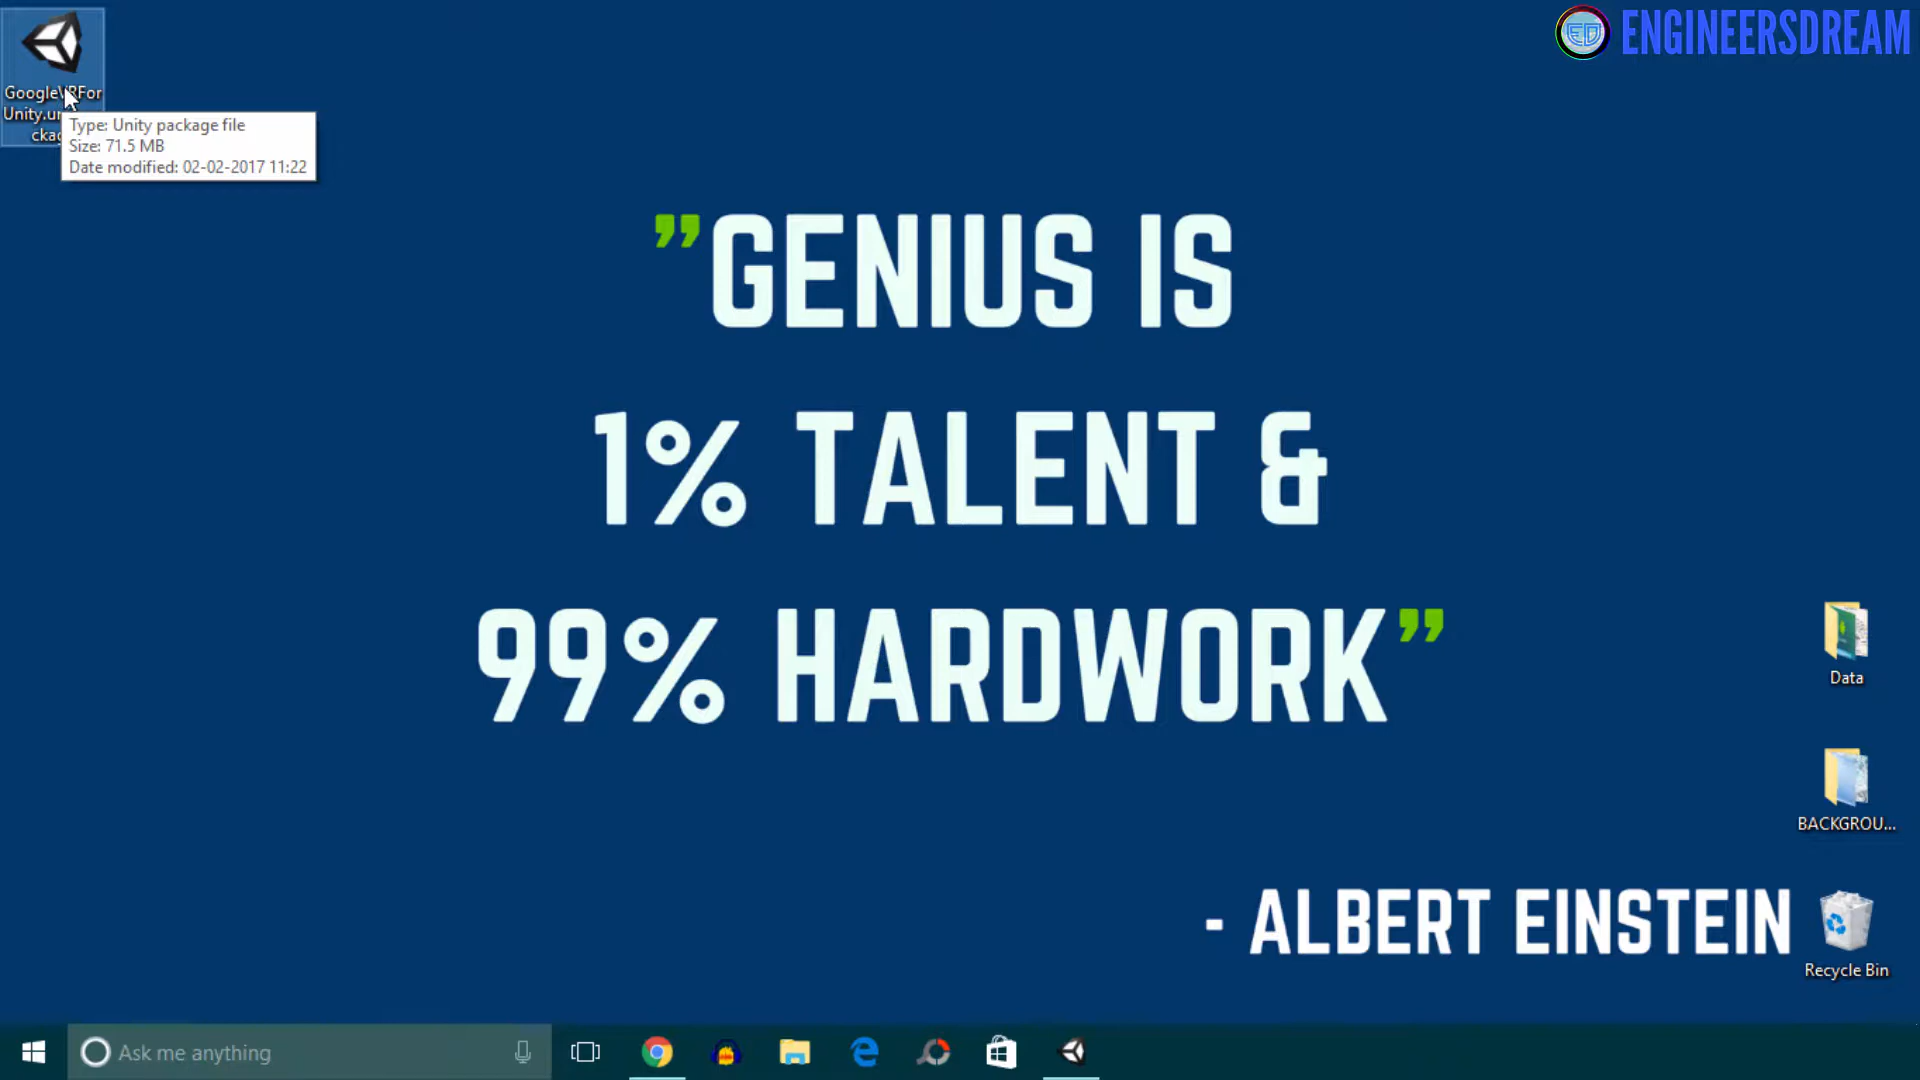 ENGINEERSDREAM
GoogleVRFor
Type: Unity package file
Size: 71.5 MB
Date modified: 02-02-2017 11:22
”GENIUS IS
1% TALENT &
99% HARDWORK”
- ALBERT EINSTEIN
Data
BACKGROU...
Recycle Bin
Ask me anything